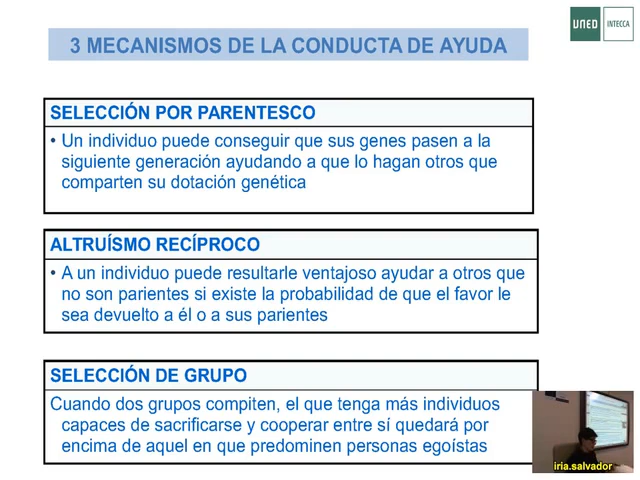 UNED INTECCA
3 MECANISMOS DE LA CONDUCTA DE AYUDA
SELECCIÓN POR PARENTESCO
• Un individuo puede conseguir que sus genes pasen a la
siguiente generación ayudando a que lo hagan otros que
comparten su dotación genética
ALTRUÍSMO RECÍPROCO
• A un individuo puede resultarle ventajoso ayudar a otros que
no son parientes si existe la probabilidad de que el favor le
sea devuelto a él o a sus parientes
SELECCIÓN DE GRUPO
Cuando dos grupos compiten, el que tenga más individuos
capaces de sacrificarse y cooperar entre sí quedará por
encima de aquel en que predominen personas egoístas
iria.salvador